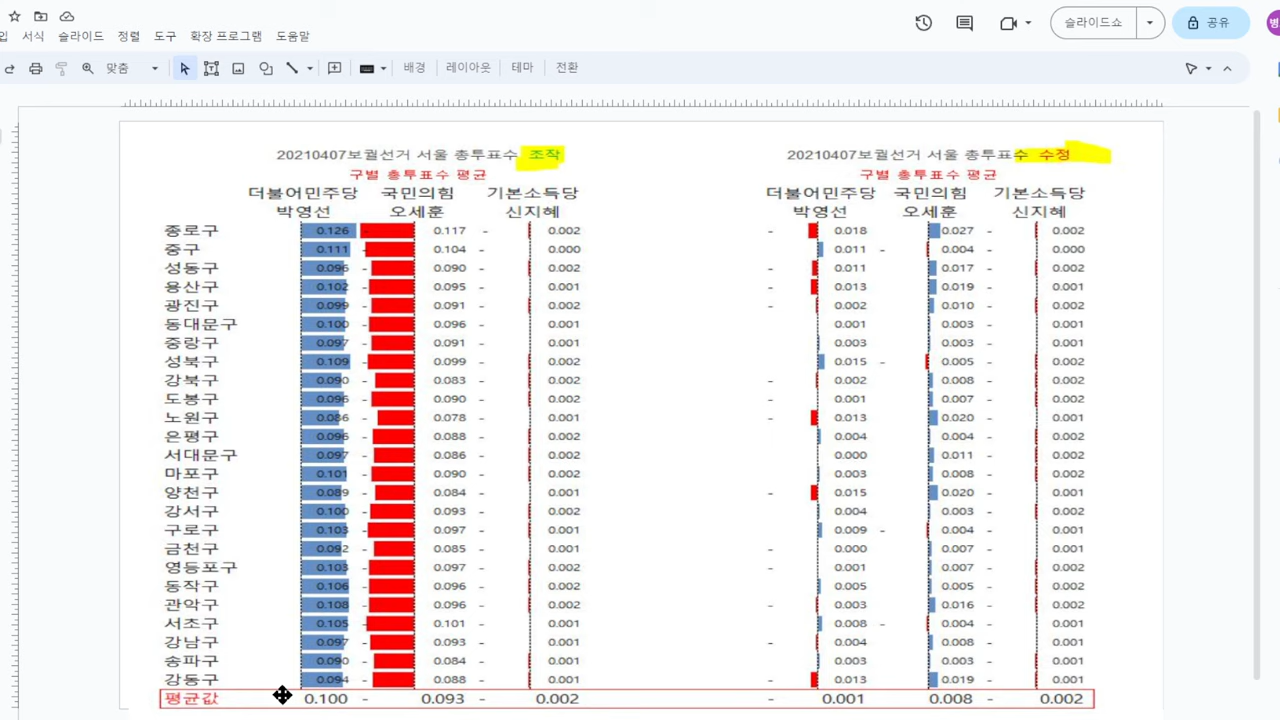 입 서식 슬라이드 정렬 도구 확장 프로그램 도움말
슬라이드쇼 공유 병
맞춤 배경 레이아웃 테마 전환
20210407보궐선거 서울 총투표수 조작 20210407보궐선거 서울 총투표수 수정
구별 총투표수 평균 구별 총투표수 평균
더불어민주당 국민의힘 기본소득당 더불어민주당 국민의힘 기본소득당
박영선 오세훈 신지혜 박영선 오세훈 신지혜
종로구 0.126 - 0.117 - 0.002 - 0.018 0.027 - 0.002
중구 0.111 - 0.104 - 0.000 0.011 - 0.004 - 0.000
성동구 0.096 - 0.090 - 0.002 - 0.011 0.017 - 0.002
용산구 0.102 - 0.095 - 0.001 - 0.013 0.019 - 0.001
광진구 0.099 - 0.091 - 0.002 - 0.002 0.010 - 0.002
동대문구 0.100 - 0.096 - 0.001 0.001 0.003 - 0.001
중랑구 0.097 - 0.091 - 0.001 0.003 0.003 - 0.001
성북구 0.109 - 0.099 - 0.002 0.015 - 0.005 - 0.002
강북구 0.090 - 0.083 - 0.002 - 0.002 0.008 - 0.002
도봉구 0.096 - 0.090 - 0.002 - 0.001 0.007 - 0.002
노원구 0.086 - 0.078 - 0.001 - 0.013 0.020 - 0.001
은평구 0.096 - 0.088 - 0.002 0.004 0.004 - 0.002
서대문구 0.097 - 0.086 - 0.002 - 0.000 0.011 - 0.002
마포구 0.101 - 0.090 - 0.002 0.003 0.008 - 0.002
양천구 0.089 - 0.084 - 0.001 - 0.015 0.020 - 0.001
강서구 0.100 - 0.093 - 0.002 0.004 0.003 - 0.002
구로구 0.103 - 0.097 - 0.001 0.009 - 0.004 - 0.001
금천구 0.092 - 0.085 - 0.001 - 0.000 0.007 - 0.001
영등포구 0.103 - 0.097 - 0.002 - 0.001 0.007 - 0.002
동작구 0.106 - 0.096 - 0.002 0.005 0.005 - 0.002
관악구 0.108 - 0.096 - 0.002 - 0.003 0.016 - 0.002
서초구 0.105 - 0.101 - 0.001 0.008 - 0.004 - 0.001
강남구 0.097 - 0.093 - 0.001 - 0.004 0.008 - 0.001
송파구 0.090 - 0.084 - 0.001 0.003 0.003 - 0.001
강동구 0.094 - 0.088 - 0.001 - 0.013 0.019 - 0.001
평균값 0.100 - 0.093 - 0.002 - 0.001 0.008 - 0.002